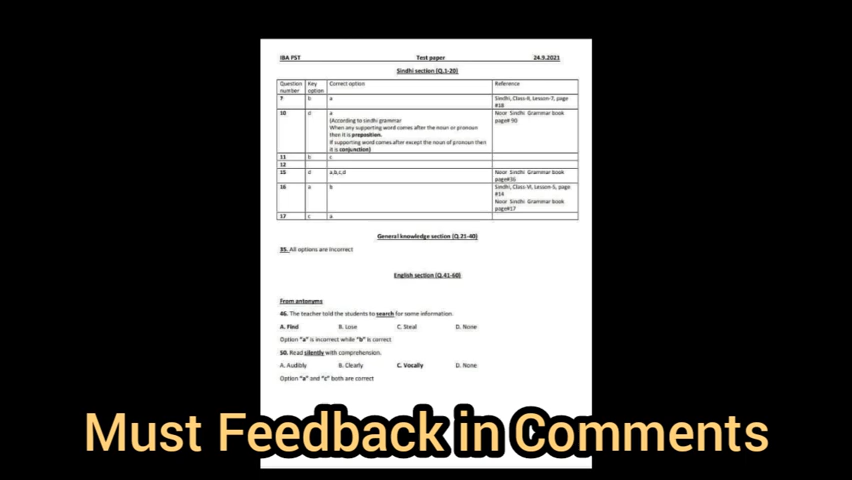 IBA PST Test paper 24.9.2021
Sindhi section (Q.1-20)
Question number Key option Correct option Reference
7 b a Sindhi, Class-II, Lesson-7, page #18
10 d a
(According to sindhi grammar
When any supporting word comes after the noun or pronoun
then it is preposition.
If supporting word comes after except the noun of pronoun then
it is conjunction)
Noor Sindhi Grammar book
page# 90
11 b c
12
15 d a,b,c,d Noor Sindhi Grammar book
page#36
16 a b Sindhi, Class-VI, Lesson-5, page
#14
Noor Sindhi Grammar book
page#17
17 c a
General knowledge section (Q.21-40)
35. All options are incorrect
English section (Q.41-60)
From antonyms
46. The teacher told the students to search for some information.
A. Find B. Lose C. Steal D. None
Option "a" is incorrect while "b" is correct
50. Read silently with comprehension.
A. Audibly B. Clearly C. Vocally D. None
Option "a" and "c" both are correct
Must Feedback in Comments